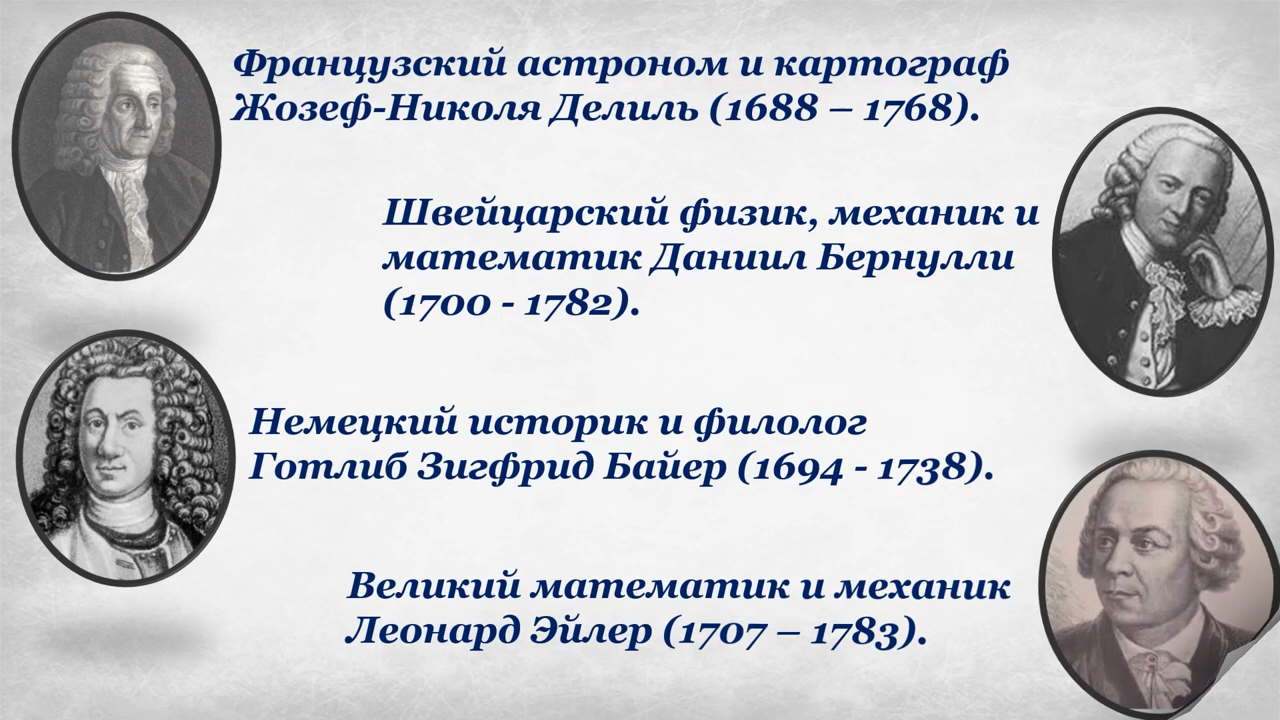 Французский астроном и картограф
Жозеф-Николя Делиль (1688 – 1768).
Швейцарский физик, механик и
математик Даниил Бернулли
(1700 - 1782).
Немецкий историк и филолог
Готлиб Зигфрид Байер (1694 - 1738).
Великий математик и механик
Леонард Эйлер (1707 – 1783).